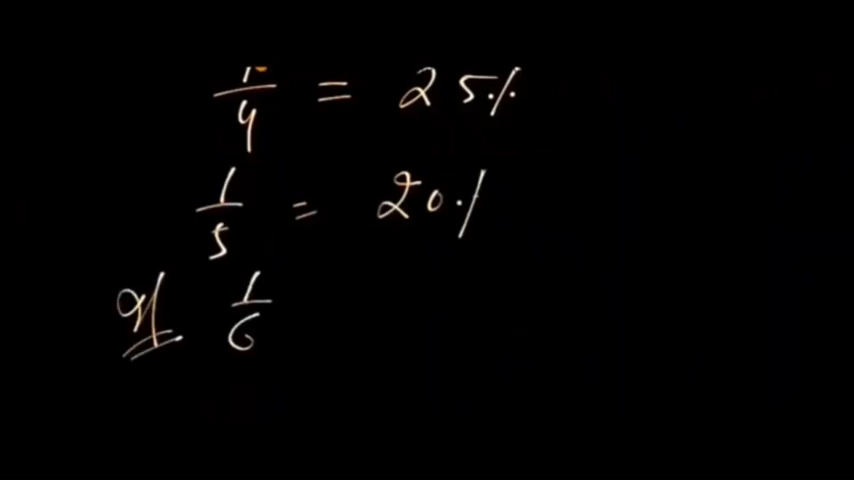 1/4 = 25%
1/5 = 20%
1/6